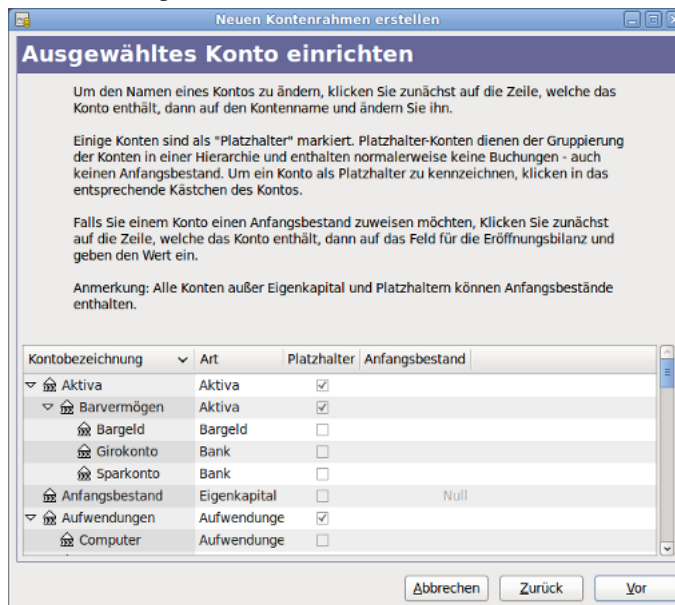 Neuen Kontenrahmen erstellen
Ausgewähltes Konto einrichten
Um den Namen eines Kontos zu ändern, klicken Sie zunächst auf die Zeile, welche das
Konto enthält, dann auf den Kontenname und ändern Sie ihn.
Einige Konten sind als "Platzhalter" markiert. Platzhalter-Konten dienen der Gruppierung
der Konten in einer Hierarchie und enthalten normalerweise keine Buchungen - auch
keinen Anfangsbestand. Um ein Konto als Platzhalter zu kennzeichnen, klicken in das
entsprechende Kästchen des Kontos.
Falls Sie einem Konto einen Anfangsbestand zuweisen möchten, Klicken Sie zunächst
auf die Zeile, welche das Konto enthält, dann auf das Feld für die Eröffnungsbilanz und
geben den Wert ein.
Anmerkung: Alle Konten außer Eigenkapital und Platzhaltern können Anfangsbestände
enthalten.
Kontobezeichnung Art Platzhalter Anfangsbestand
Aktiva Aktiva
Barvermögen Aktiva
Bargeld Bargeld
Girokonto Bank
Sparkonto Bank
Anfangsbestand Eigenkapital Null
Aufwendungen Aufwendunge
Computer Aufwendunge
Abbrechen Zurück Vor